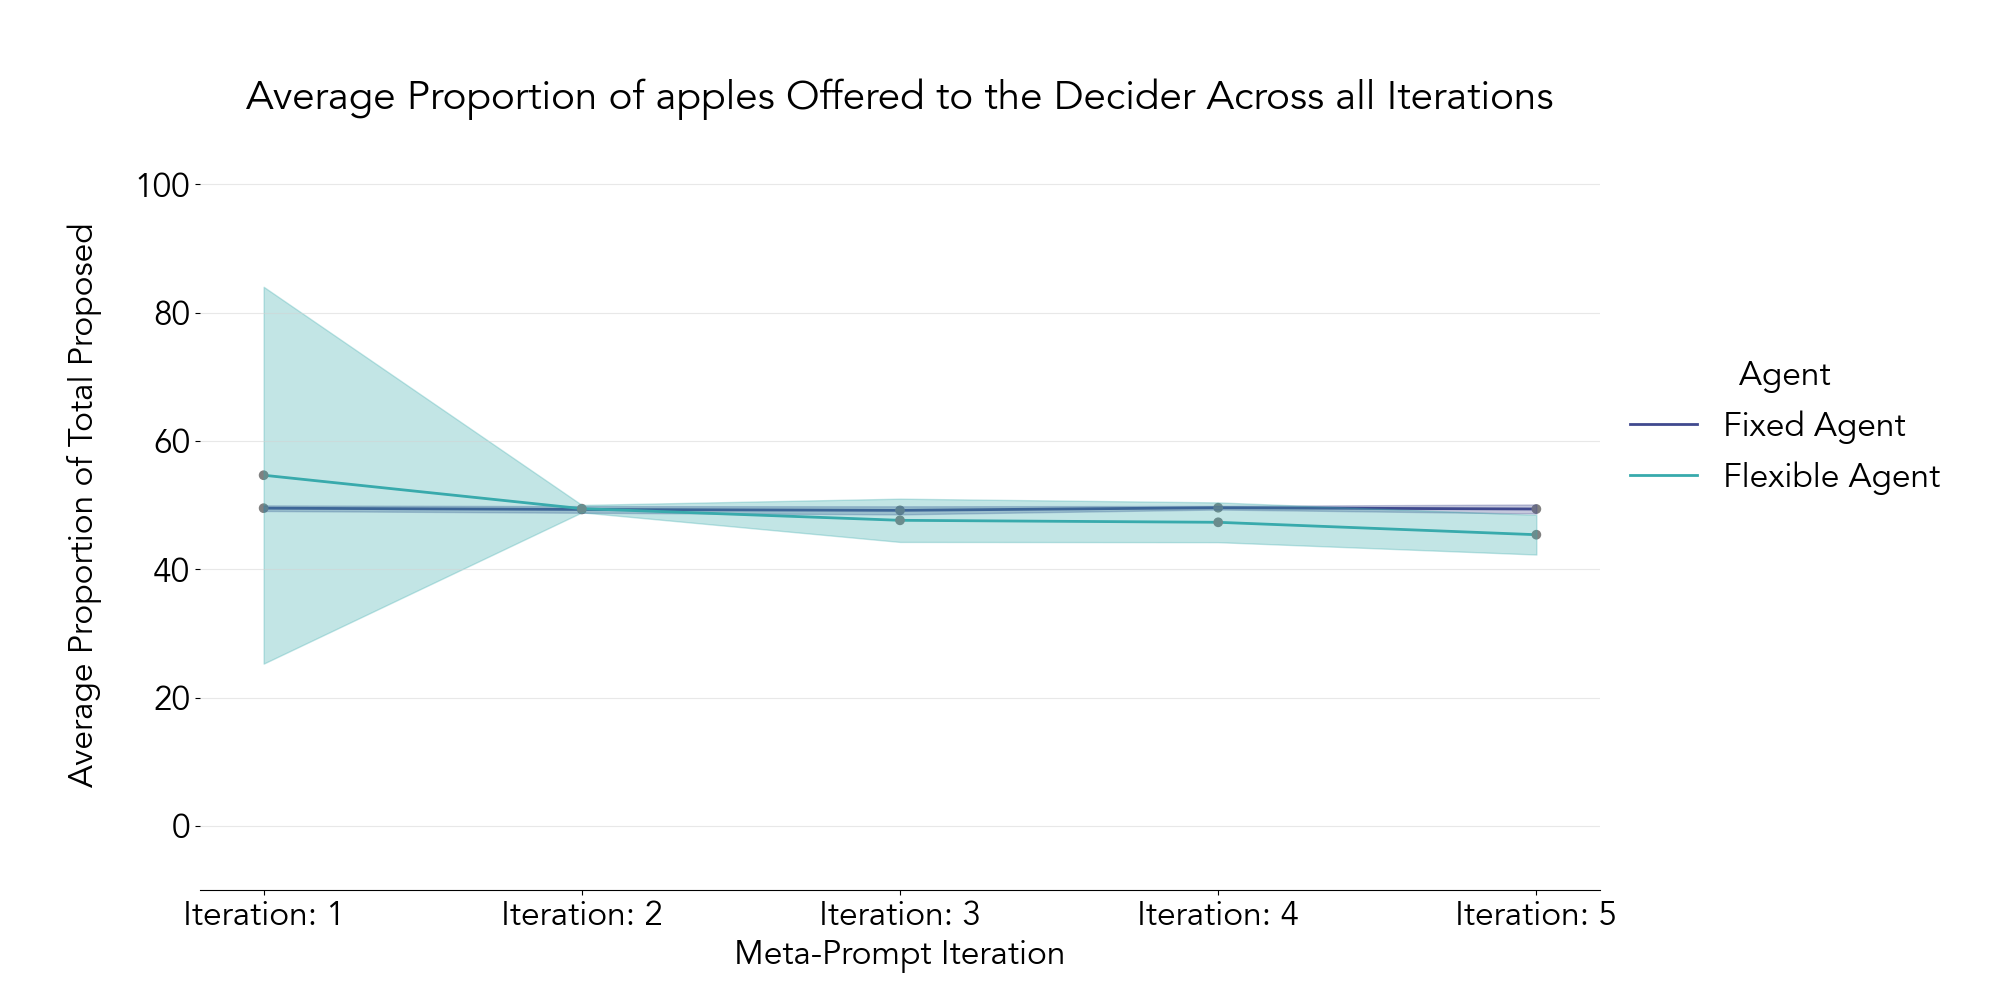 Average Proportion of apples Offered to the Decider Across all Iterations
Average Proportion of Total Proposed
100
80
60
40
20
0
Iteration: 1
Iteration: 2
Iteration: 3
Iteration: 4
Iteration: 5
Meta-Prompt Iteration
Agent
Fixed Agent
Flexible Agent